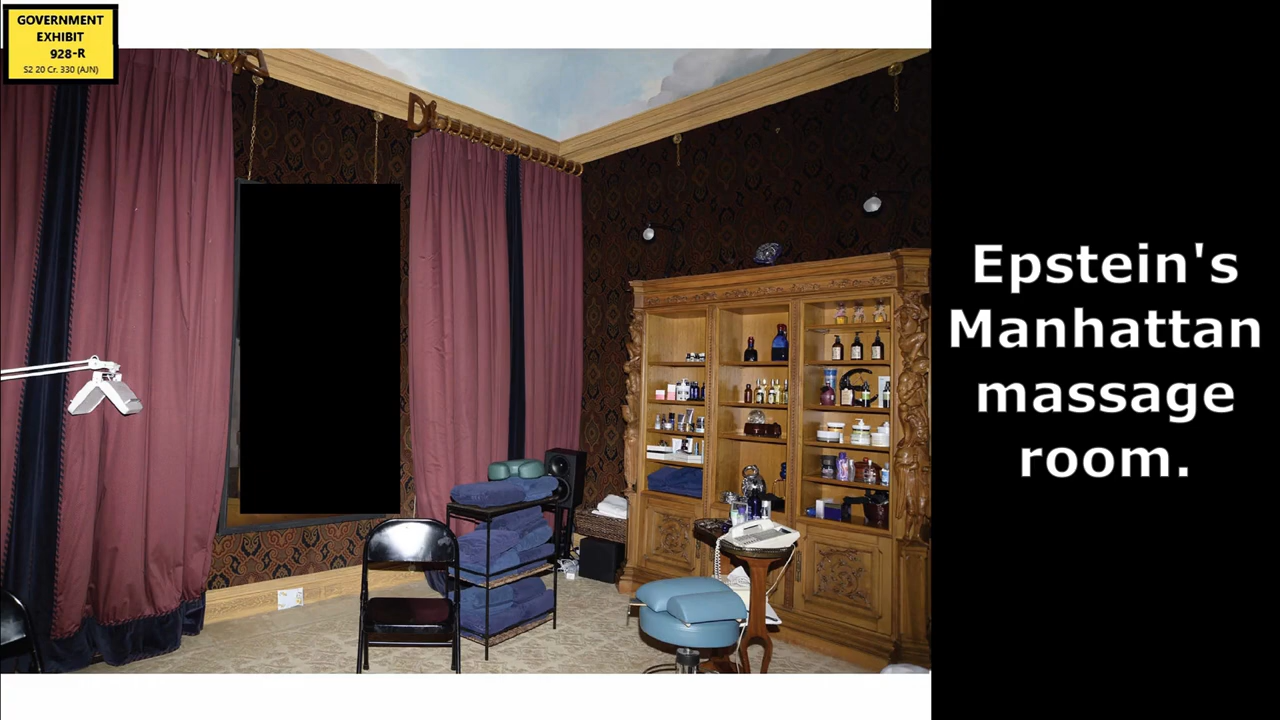 GOVERNMENT
EXHIBIT
928-R
S2 20 Cr. 330 (AJN)
Epstein's
Manhattan
massage
room.